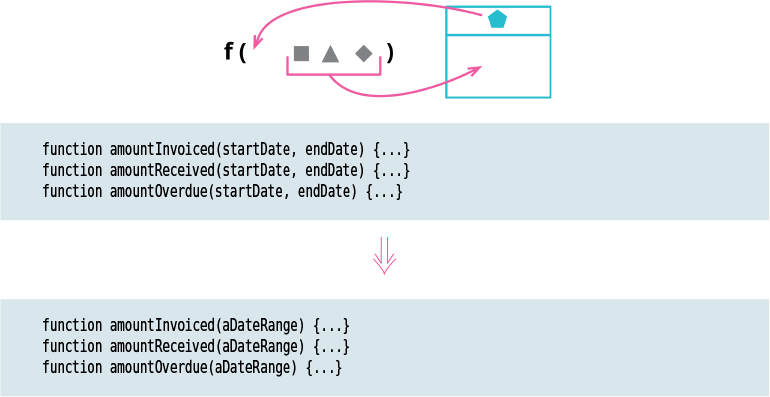 f ( )
function amountInvoiced(startDate, endDate) {...}
function amountReceived(startDate, endDate) {...}
function amountOverdue(startDate, endDate) {...}
function amountInvoiced(aDateRange) {...}
function amountReceived(aDateRange) {...}
function amountOverdue(aDateRange) {...}